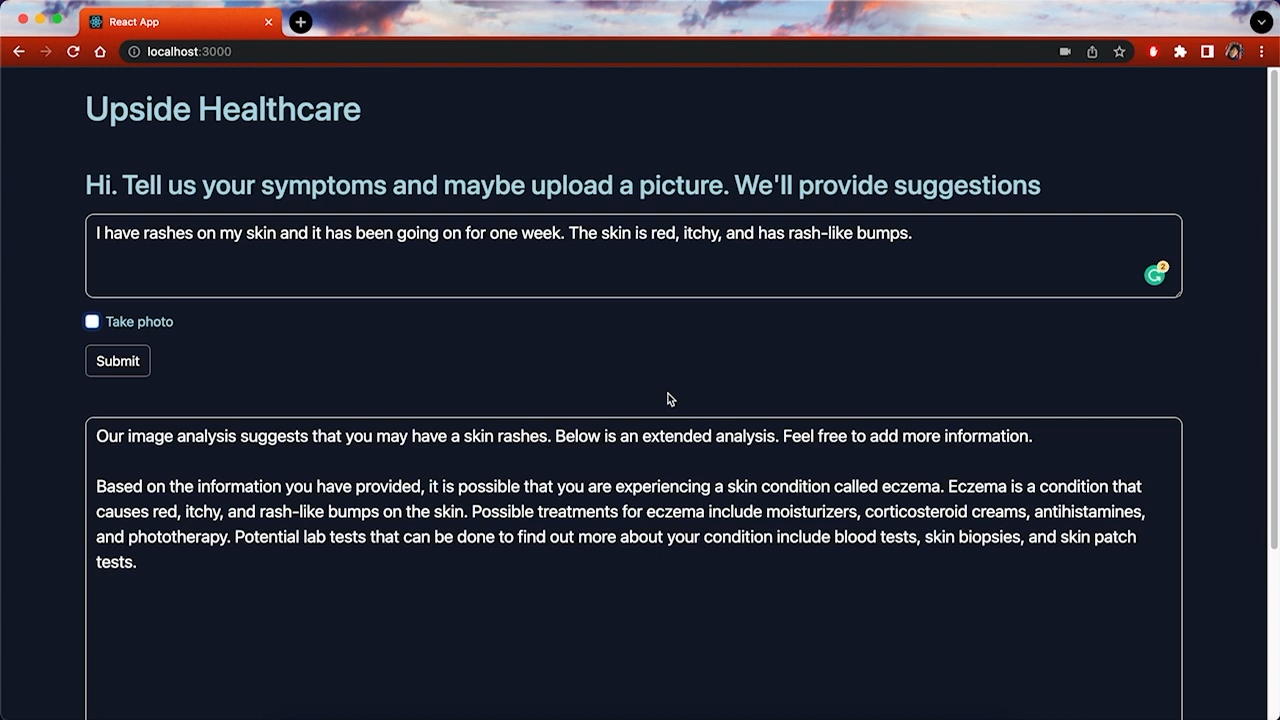 React App
localhost:3000
Upside Healthcare
Hi. Tell us your symptoms and maybe upload a picture. We'll provide suggestions
I have rashes on my skin and it has been going on for one week. The skin is red, itchy, and has rash-like bumps.
2
Take photo
Submit
Our image analysis suggests that you may have a skin rashes. Below is an extended analysis. Feel free to add more information.
Based on the information you have provided, it is possible that you are experiencing a skin condition called eczema. Eczema is a condition that
causes red, itchy, and rash-like bumps on the skin. Possible treatments for eczema include moisturizers, corticosteroid creams, antihistamines,
and phototherapy. Potential lab tests that can be done to find out more about your condition include blood tests, skin biopsies, and skin patch
tests.